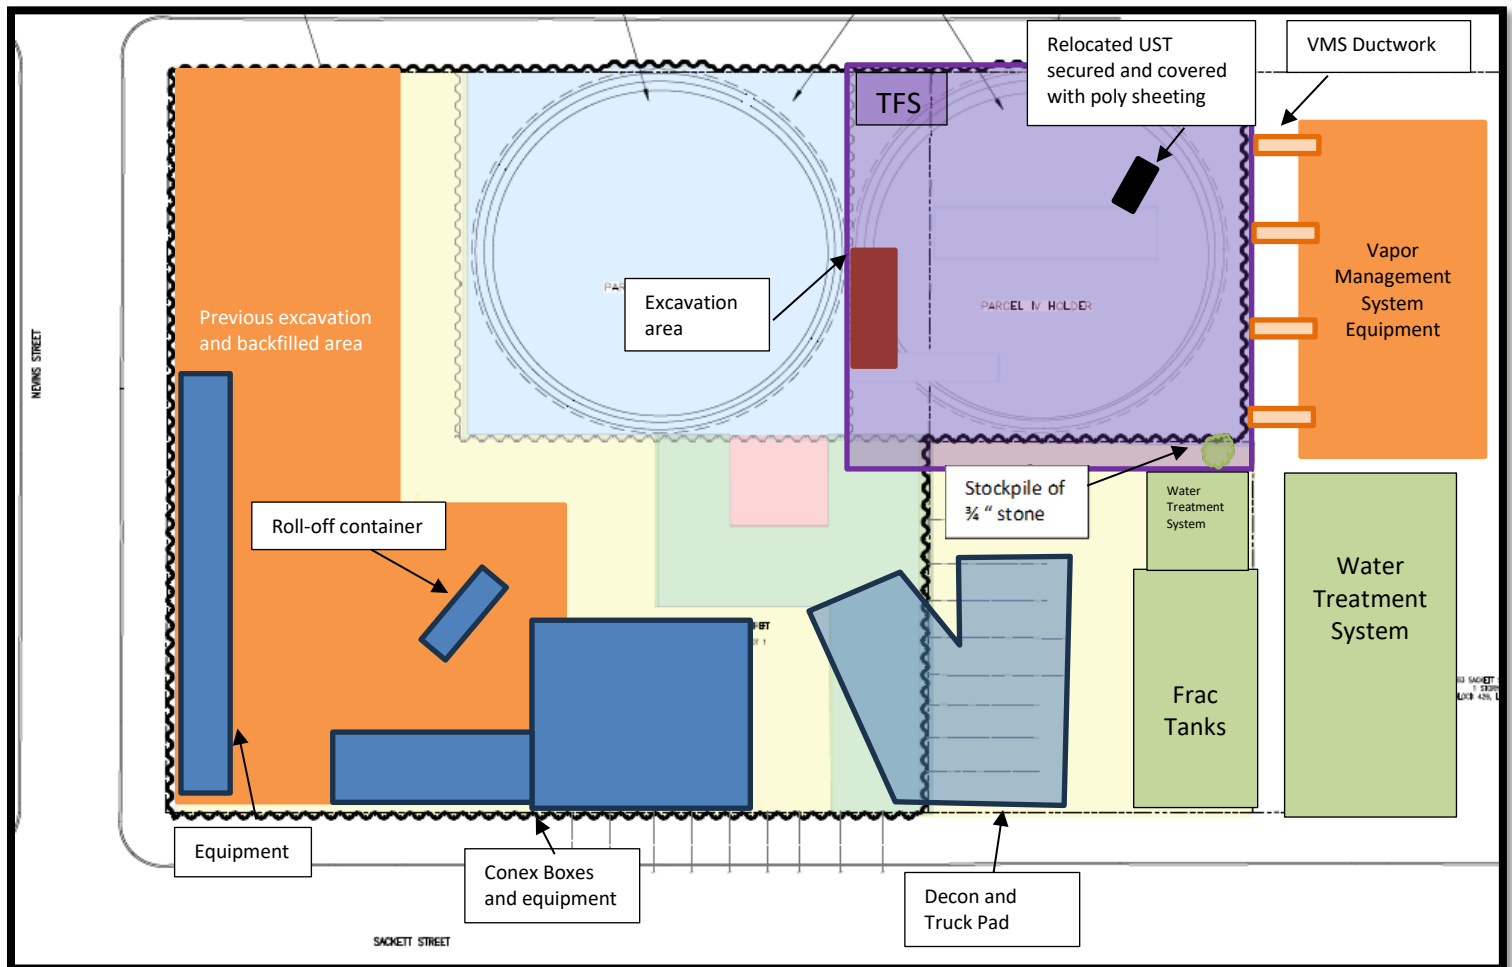 Relocated UST
secured and covered
with poly sheeting
VMS Ductwork
TFS
Vapor
Management
System
Equipment
Excavation
area
PARCEL IV HOLDER
Previous excavation
and backfilled area
NEVINS STREET
Roll-off container
Stockpile of
¾ “ stone
Water
Treatment
System
Water
Treatment
System
Frac
Tanks
Equipment
Conex Boxes
and equipment
Decon and
Truck Pad
SACKETT STREET